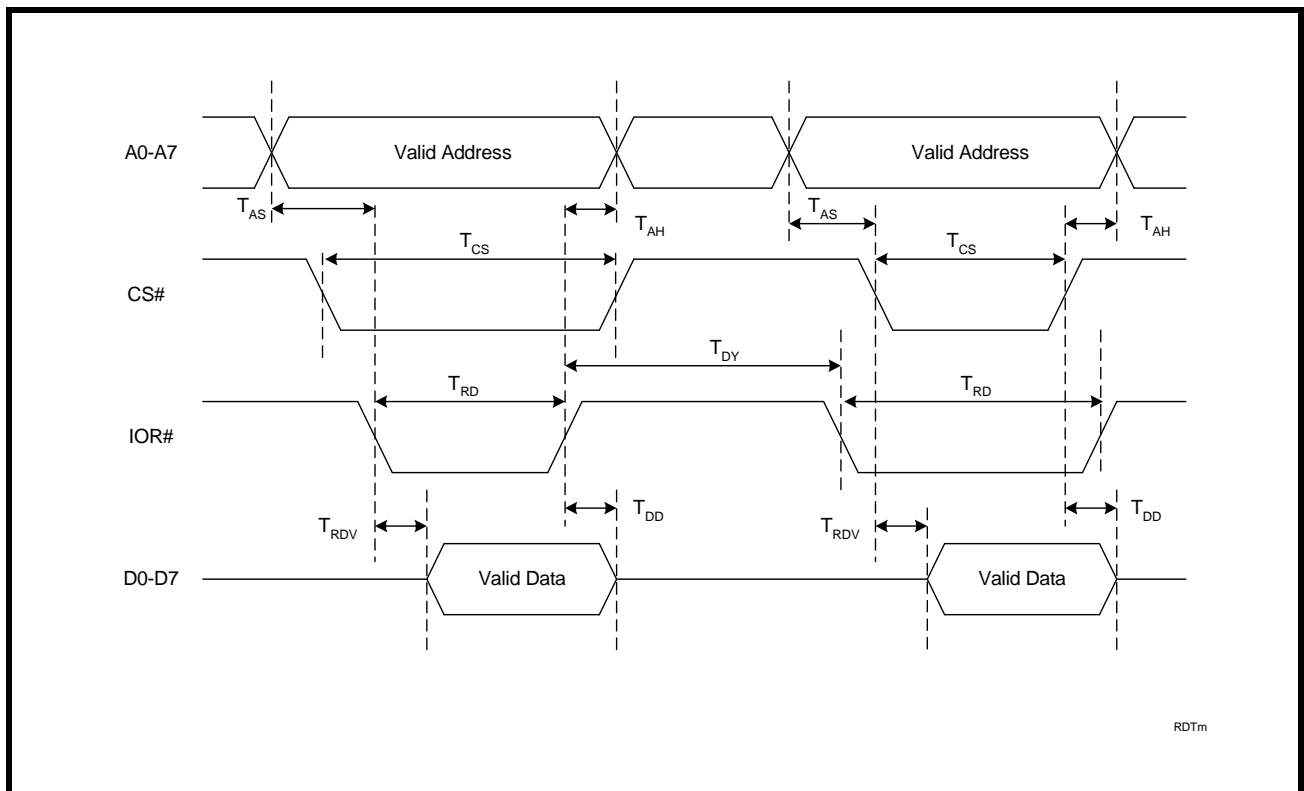 A0-A7
Valid Address
Valid Address
TAS
TAH
TAS
TAH
TCS
TCS
CS#
TDY
TRD
TRD
IOR#
TRDV
TDD
TRDV
TDD
D0-D7
Valid Data
Valid Data
RDTm